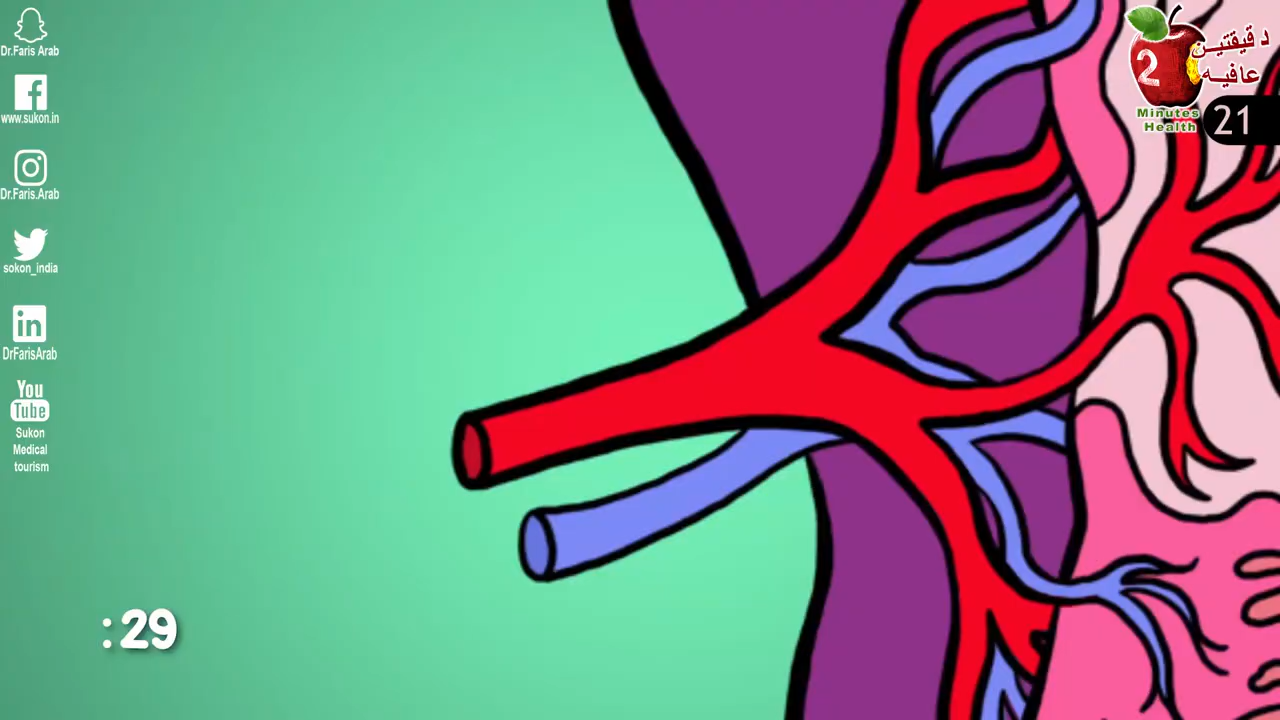 Dr.Faris Arab
www.sukon.in
Dr.Faris.Arab
sokon_india
in
DrFarisArab
You
Tube
Sukon
Medical
tourism
:29
دقيقتين
عافيه
2
Minutes
Health
21